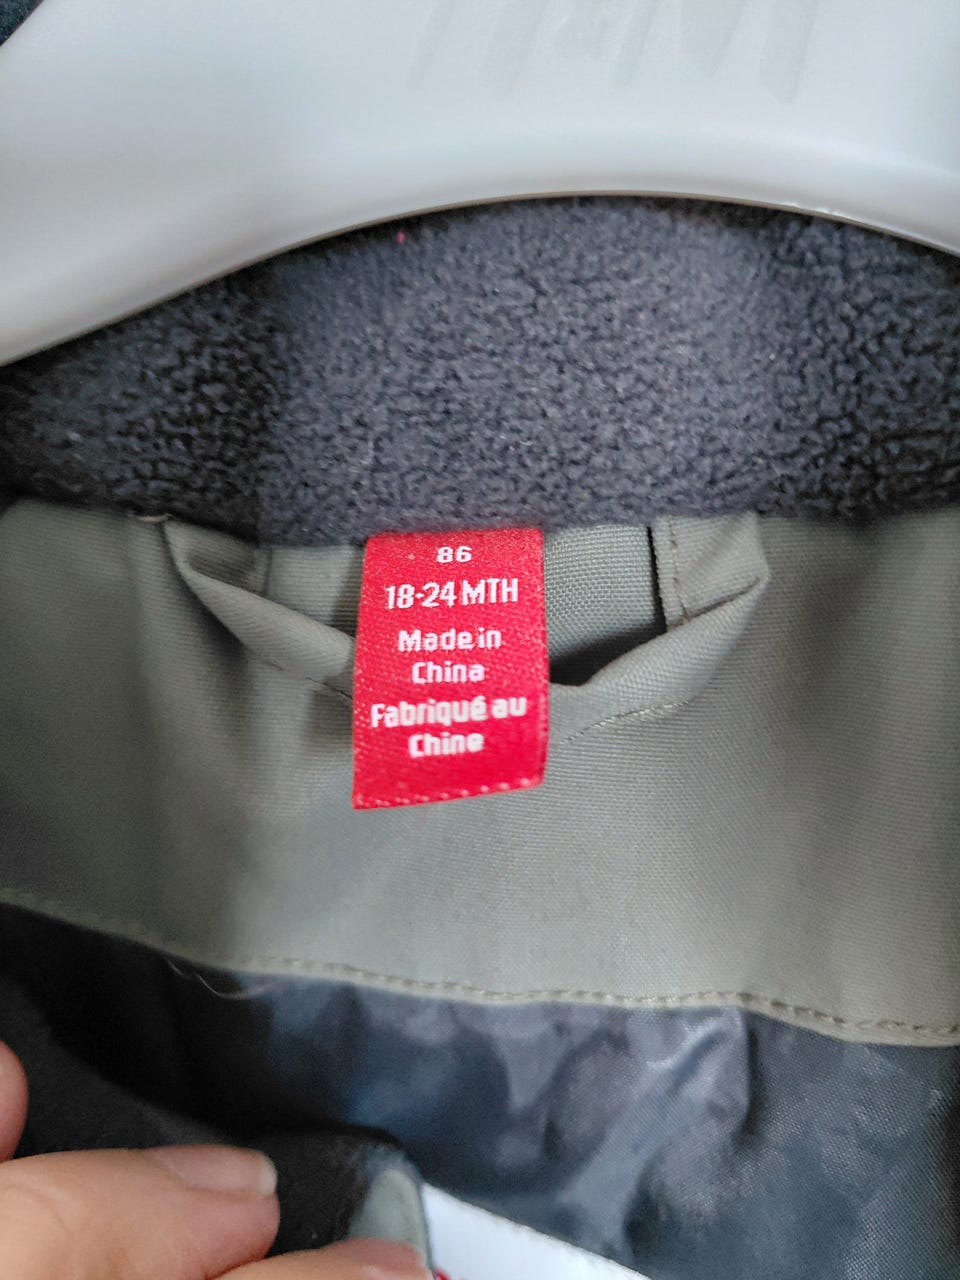 86
18-24 MTH
Made in
China
Fabriqué au
Chine